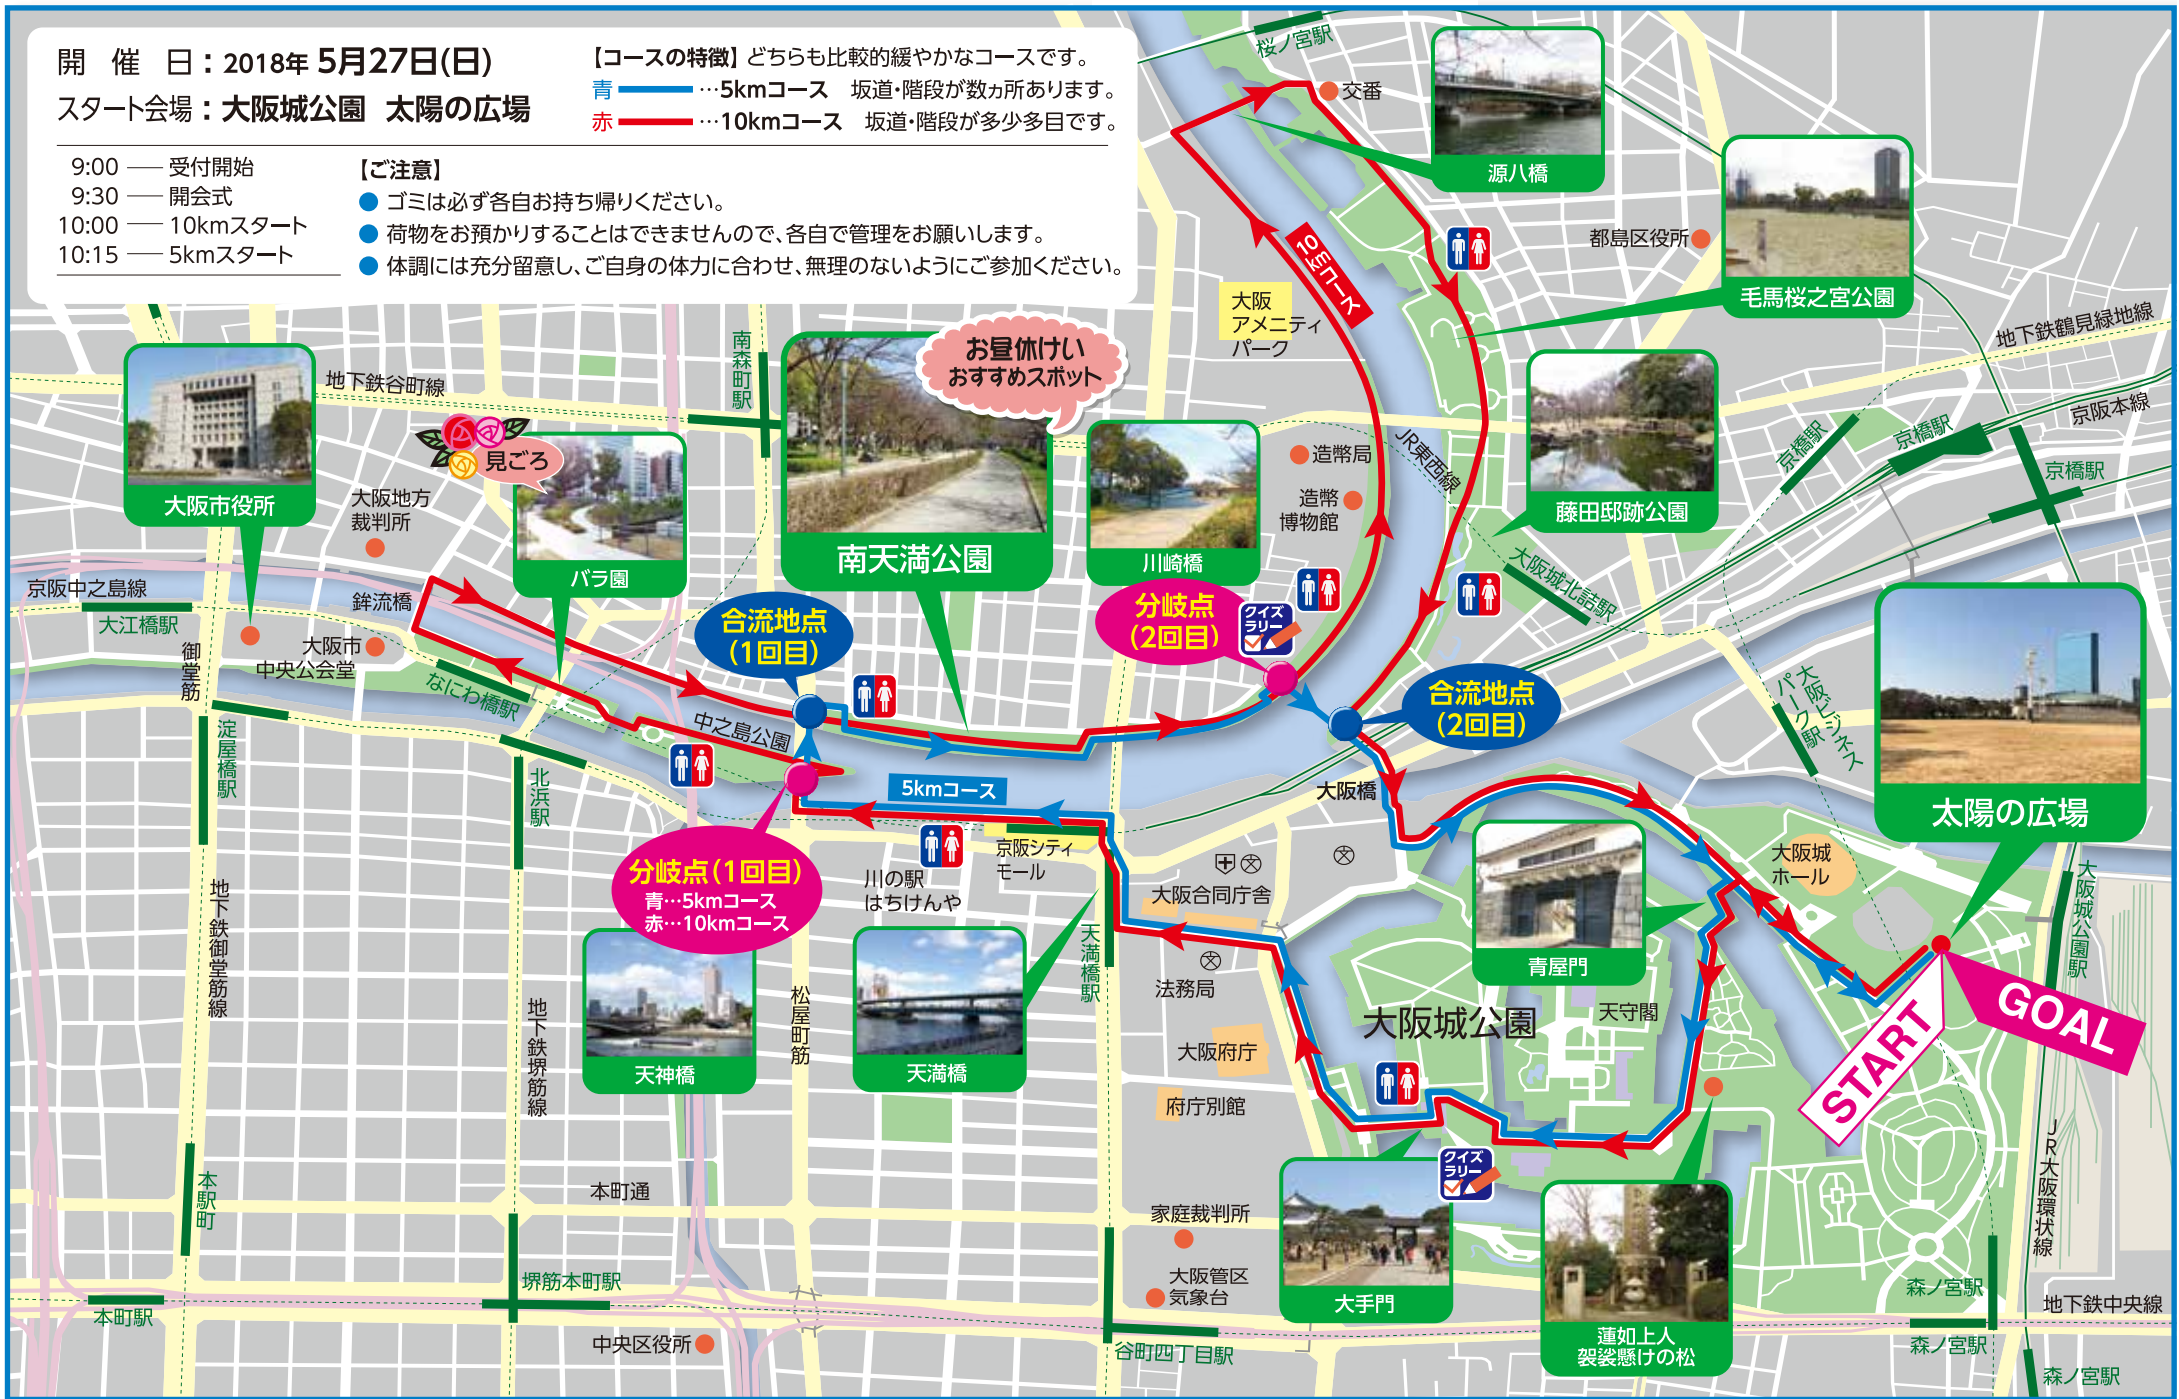 開催日：2018年 5月27日(日)
スタート会場：大阪城公園 太陽の広場
【コースの特徴】どちらも比較的緩やかなコースです。
青 …5kmコース 坂道・階段が数ヵ所あります。
赤 …10kmコース 坂道・階段が多少多目です。
9:00 受付開始
9:30 開会式
10:00 10kmスタート
10:15 5kmスタート
【ご注意】
ゴミは必ず各自お持ち帰りください。
荷物をお預かりすることはできませんので、各自で管理をお願いします。
体調には充分留意し、ご自身の体力に合わせ、無理のないようにご参加ください。
桜ノ宮駅
交番
源八橋
都島区役所
毛馬桜之宮公園
10kmコース
大阪
アメニティ
パーク
地下鉄鶴見緑地線
南森町駅
お昼休けい
おすすめスポット
地下鉄谷町線
大阪市役所
見ごろ
バラ園
大阪地方
裁判所
南天満公園
川崎橋
造幣局
造幣
博物館
JR東西線
藤田邸跡公園
京橋駅
京橋駅
京阪本線
京橋駅
大阪城北詰駅
京阪中之島線
大江橋駅
鉾流橋
大阪市
中央公会堂
御堂筋
なにわ橋駅
淀屋橋駅
北浜駅
中之島公園
合流地点
(1回目)
分岐点
(2回目)
クイズ
ラリー
合流地点
(2回目)
大阪ビジネス
パーク駅
太陽の広場
大阪橋
5kmコース
京阪シティ
モール
川の駅
はちけんや
分岐点(1回目)
青…5kmコース
赤…10kmコース
天神橋
天満橋
天満橋駅
大阪合同庁舎
法務局
大阪府庁
府庁別館
青屋門
大阪城
ホール
大阪城公園駅
大阪城公園
天守閣
START
GOAL
地下鉄御堂筋線
地下鉄堺筋線
松屋町筋
クイズ
ラリー
大手門
蓮如上人
袈裟懸けの松
JR大阪環状線
本駅町
本町通
家庭裁判所
大阪管区
気象台
本町駅
堺筋本町駅
中央区役所
谷町四丁目駅
森ノ宮駅
地下鉄中央線
森ノ宮駅
森ノ宮駅